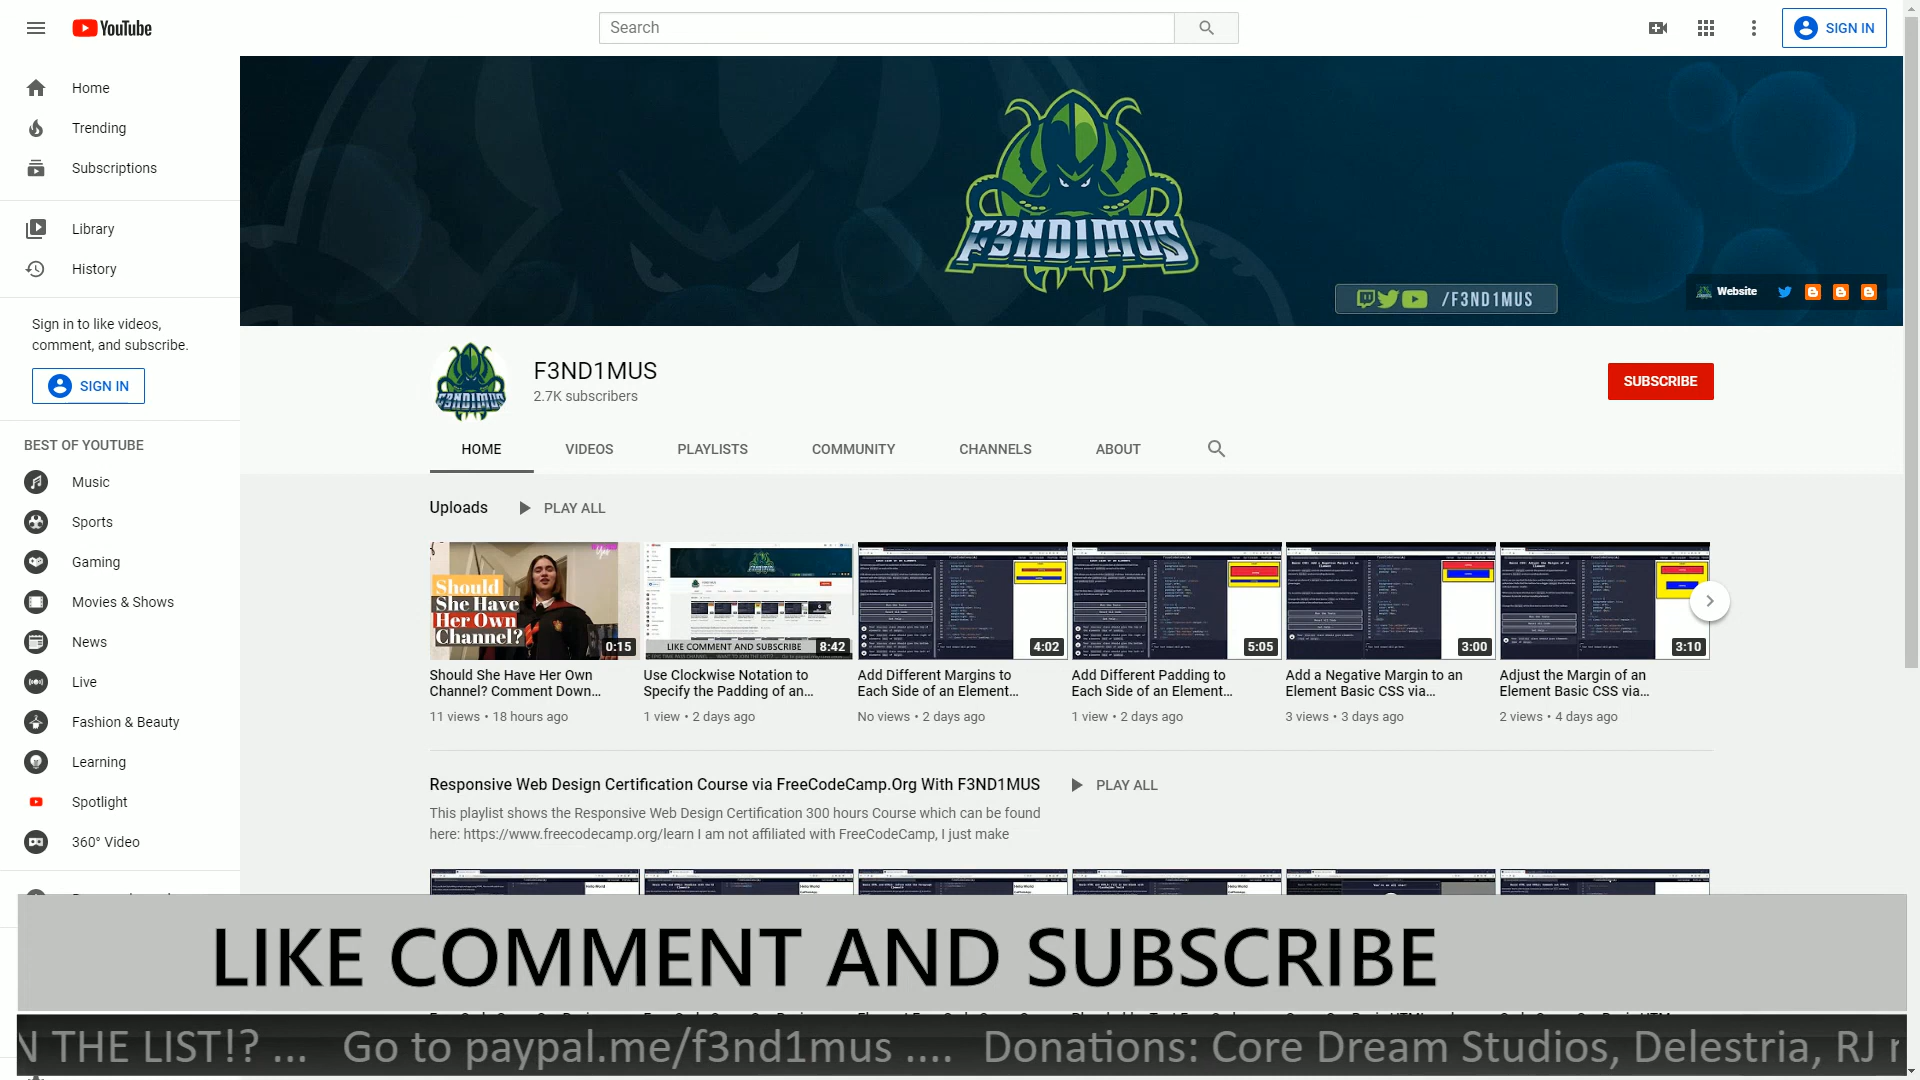 YouTube
Search
SIGN IN
Home
Trending
Subscriptions
Library
History
Sign in to like videos,
comment, and subscribe.
SIGN IN
BEST OF YOUTUBE
Music
Sports
Gaming
Movies & Shows
News
Live
Fashion & Beauty
Learning
Spotlight
360° Video
F3ND1MUS
/F3ND1MUS
Website
F3ND1MUS
F3ND1MUS
2.7K subscribers
SUBSCRIBE
HOME
VIDEOS
PLAYLISTS
COMMUNITY
CHANNELS
ABOUT
Uploads
PLAY ALL
Should
She Have
Her Own
Channel?
0:15
LIKE COMMENT AND SUBSCRIBE
8:42
4:02
5:05
3:00
3:10
Should She Have Her Own
Channel? Comment Down...
11 views • 18 hours ago
Use Clockwise Notation to
Specify the Padding of an...
1 view • 2 days ago
Add Different Margins to
Each Side of an Element...
No views • 2 days ago
Add Different Padding to
Each Side of an Element...
1 view • 2 days ago
Add a Negative Margin to an
Element Basic CSS via...
3 views • 3 days ago
Adjust the Margin of an
Element Basic CSS via...
2 views • 4 days ago
Responsive Web Design Certification Course via FreeCodeCamp.Org With F3ND1MUS
PLAY ALL
This playlist shows the Responsive Web Design Certification 300 hours Course which can be found
here: https://www.freecodecamp.org/learn I am not affiliated with FreeCodeCamp, I just make
LIKE COMMENT AND SUBSCRIBE
N THE LIST!? ... Go to paypal.me/f3nd1mus .... Donations: Core Dream Studios, Delestria, RJ